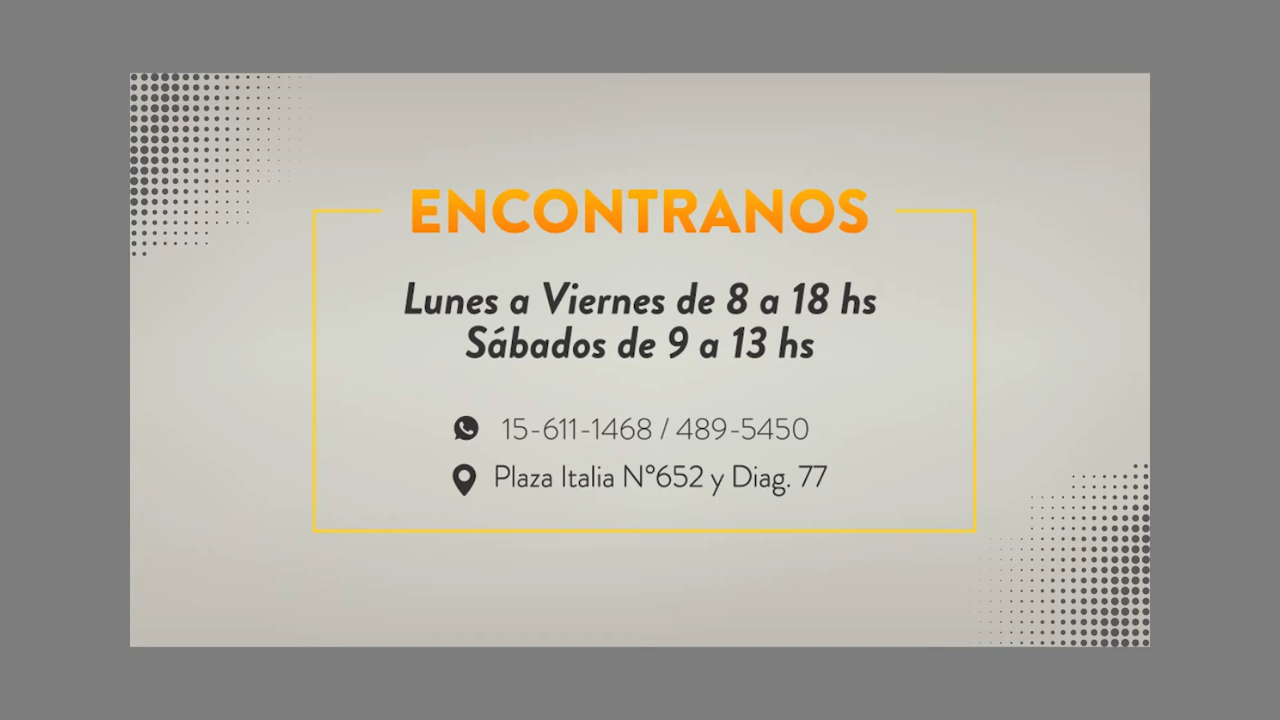 ENCONTRANOS
Lunes a Viernes de 8 a 18 hs
Sábados de 9 a 13 hs
15-611-1468 / 489-5450
Plaza Italia N°652 y Diag. 77